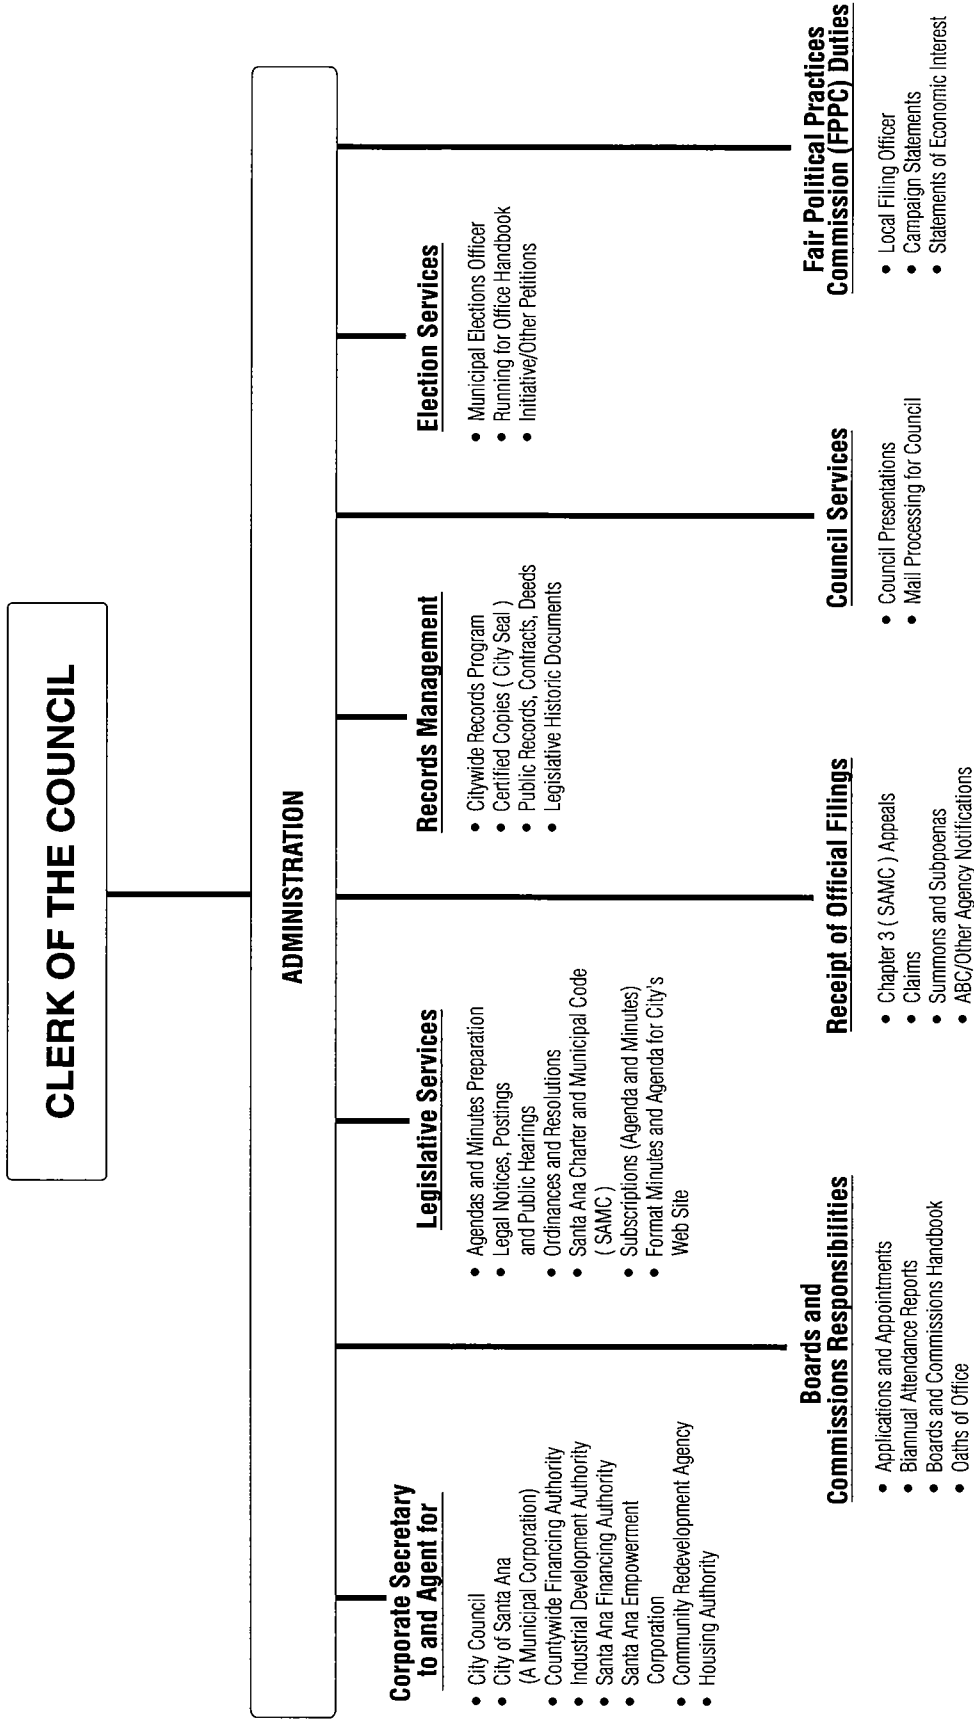 CLERK OF THE COUNCIL
ADMINISTRATION
Corporate Secretary
to and Agent for
• City Council
• City of Santa Ana
(A Municipal Corporation)
• Countywide Financing Authority
• Industrial Development Authority
• Santa Ana Financing Authority
• Santa Ana Empowerment
Corporation
• Community Redevelopment Agency
• Housing Authority
Legislative Services
• Agendas and Minutes Preparation
• Legal Notices, Postings
and Public Hearings
• Ordinances and Resolutions
• Santa Ana Charter and Municipal Code
( SAMC )
• Subscriptions (Agenda and Minutes)
• Format Minutes and Agenda for City's
Web Site
Records Management
• Citywide Records Program
• Certified Copies ( City Seal )
• Public Records, Contracts, Deeds
• Legislative Historic Documents
Election Services
• Municipal Elections Officer
• Running for Office Handbook
• Initiative/Other Petitions
Boards and
Commissions Responsibilities
• Applications and Appointments
• Biannual Attendance Reports
• Boards and Commissions Handbook
• Oaths of Office
Receipt of Official Filings
• Chapter 3 ( SAMC ) Appeals
• Claims
• Summons and Subpoenas
• ABC/Other Agency Notifications
Council Services
• Council Presentations
• Mail Processing for Council
Fair Political Practices
Commission (FPPC) Duties
• Local Filing Officer
• Campaign Statements
• Statements of Economic Interest